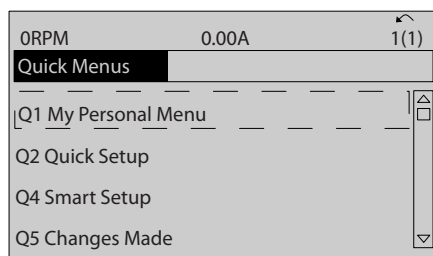 0RPM 0.00A 1(1)
Quick Menus
Q1 My Personal Menu
Q2 Quick Setup
Q4 Smart Setup
Q5 Changes Made